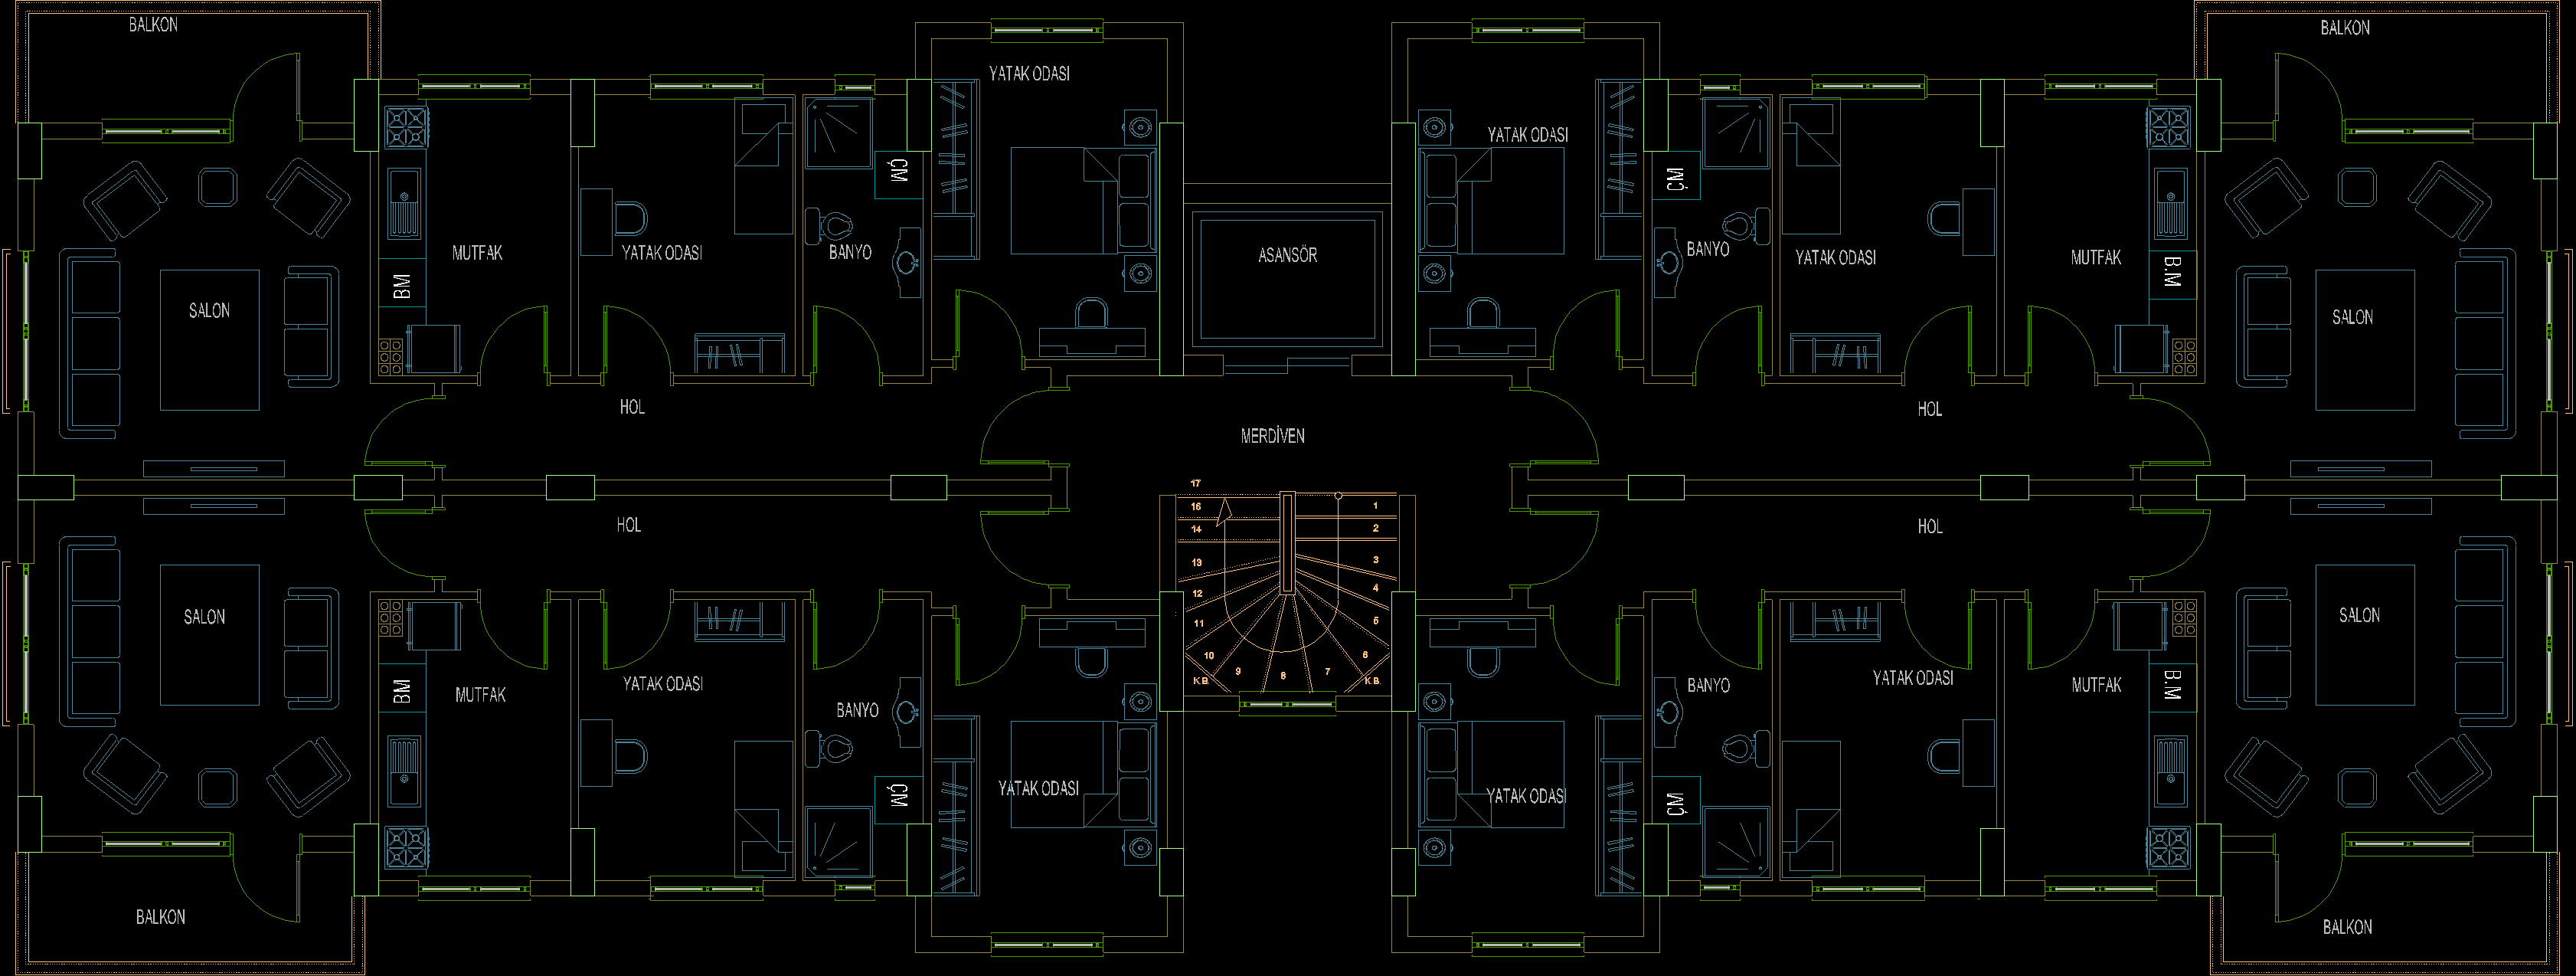 BALKON
BALKON
YATAK ODASI
YATAK ODASI
ÇM
ÇM
MUTFAK
YATAK ODASI
BANYO
ASANSÖR
BANYO
YATAK ODASI
MUTFAK
BM
B.M
SALON
SALON
HOL
HOL
MERDİVEN
17
16
1
14
2
HOL
HOL
13
3
12
4
11
5
10
9
8
7
6
K.B.
K.B.
SALON
SALON
BM
MUTFAK
YATAK ODASI
BANYO
BANYO
YATAK ODASI
MUTFAK
B.M
YATAK ODASI
YATAK ODASI
ÇM
ÇM
BALKON
BALKON